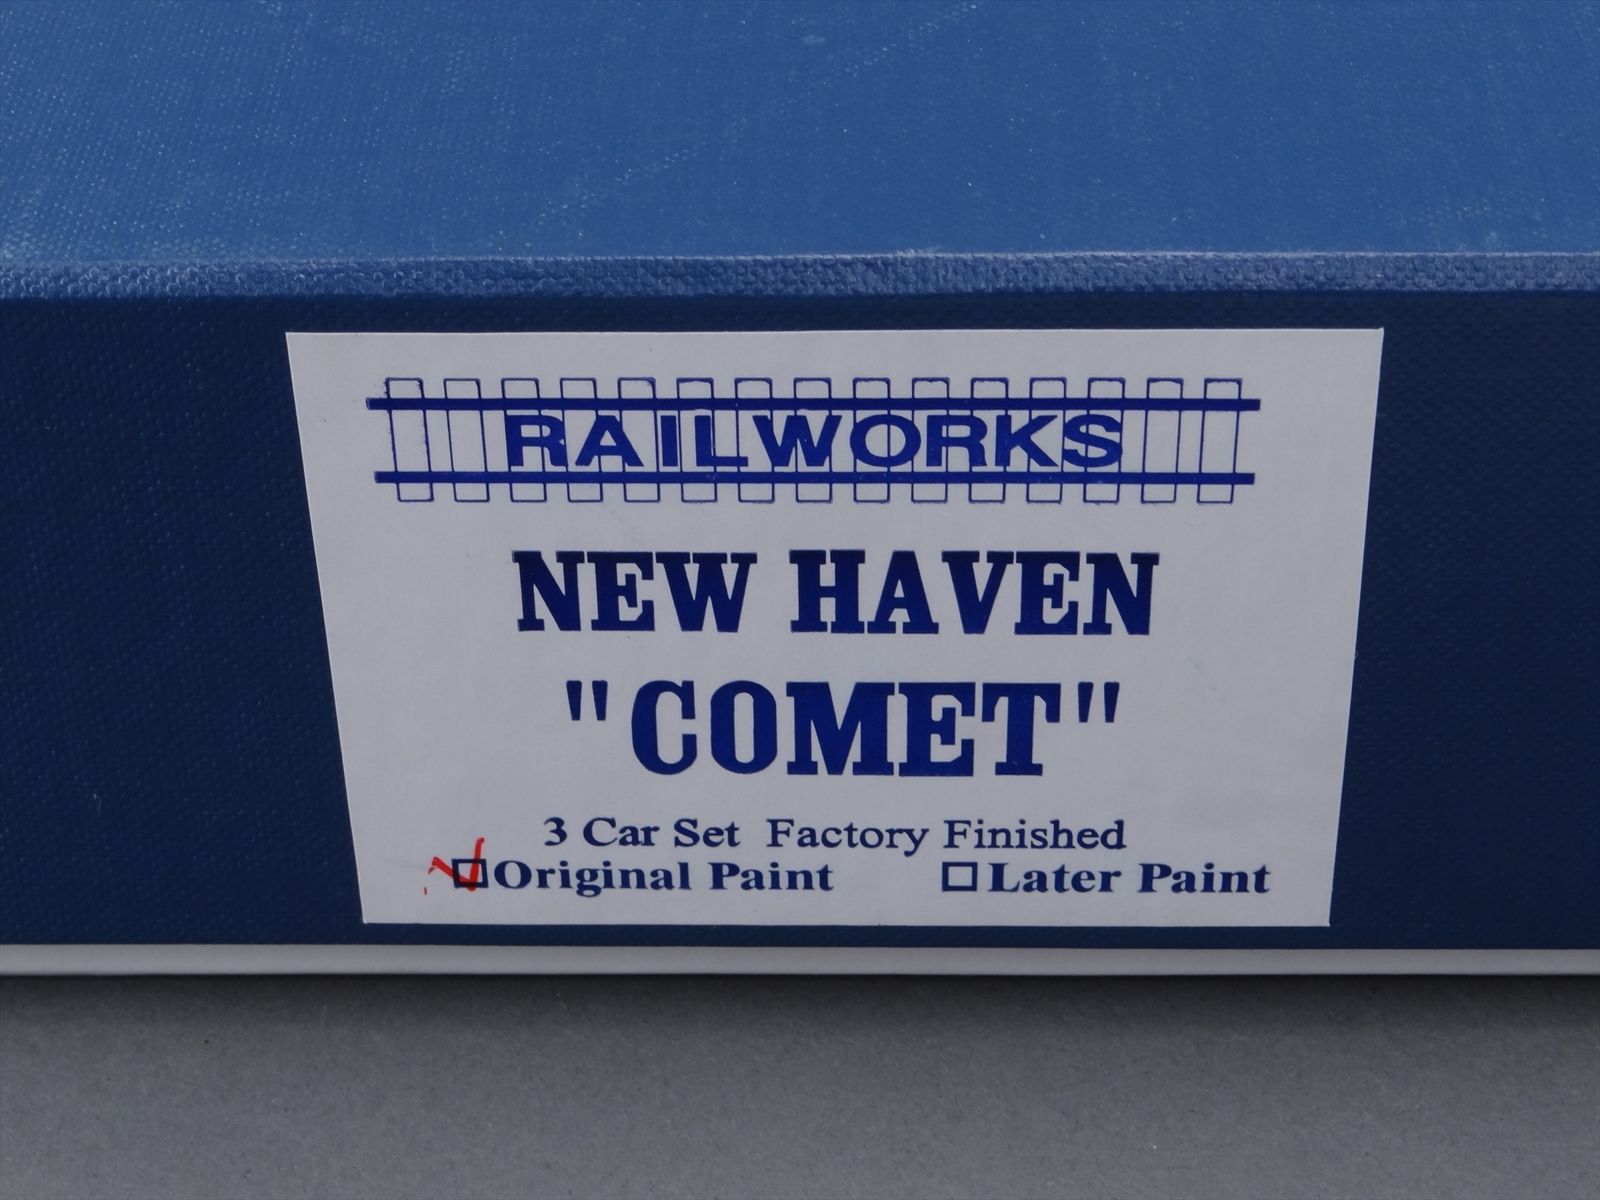 RAILWORKS
NEW HAVEN
"COMET"
3 Car Set Factory Finished
Original Paint Later Paint